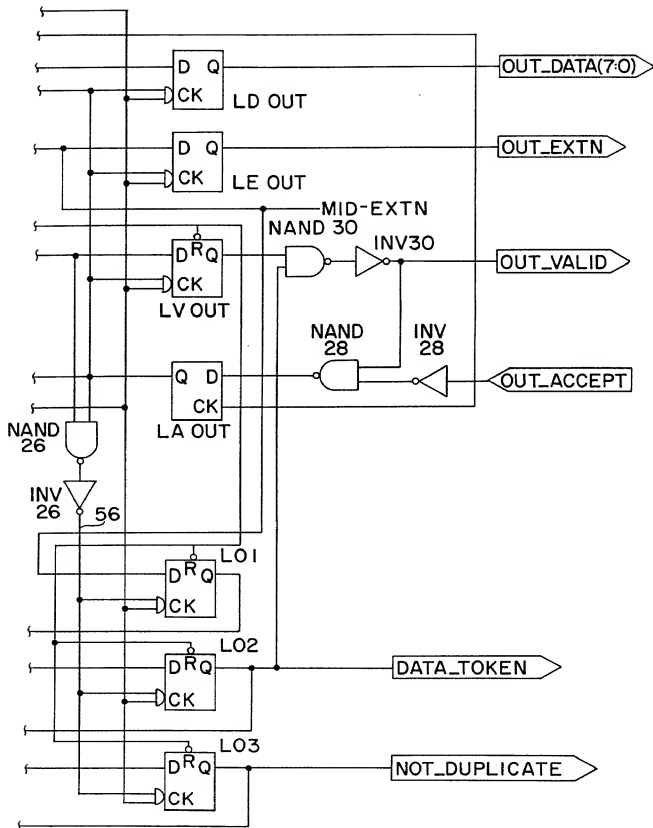 D Q
CK
LD OUT
OUT_DATA(7:0)
D Q
CK
LE OUT
OUT_EXTN
MID-EXTN
NAND 30
INV30
D R Q
CK
LV OUT
OUT_VALID
NAND
28
INV
28
Q D
CK
LA OUT
OUT_ACCEPT
NAND
26
INV
26
56
LO1
D R Q
CK
LO2
D R Q
CK
DATA_TOKEN
LO3
D R Q
CK
NOT_DUPLICATE